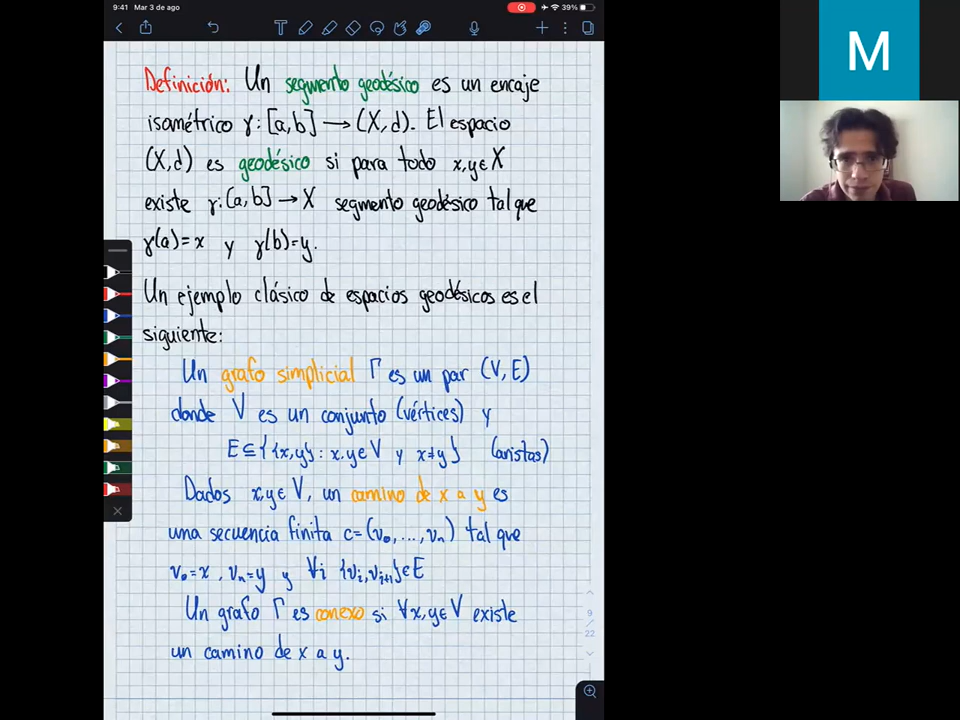 9:41 Mar 3 de ago
39%
Definición: Un segmento geodésico es un encaje
isométrico γ: [a,b] → (X,d). El espacio
(X,d) es geodésico si para todo x,y∈X
existe γ:[a,b] → X segmento geodésico tal que
γ(a)=x y γ(b)=y.
Un ejemplo clásico de espacios geodésicos es el
siguiente:
Un grafo simplicial Γ es un par (V,E)
donde V es un conjunto (vértices) y
E⊆{{x,y}: x,y∈V y x≠y} (aristas)
Dados x,y∈V, un camino de x a y es
una secuencia finita c=(v₀,...,vₙ) tal que
v₀=x, vₙ=y y ∀i {vᵢ,vᵢ₊₁}∈E
Un grafo Γ es conexo si ∀x,y∈V existe
un camino de x a y.
9
/
22
M